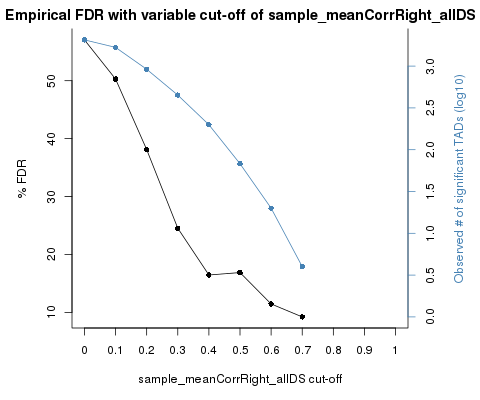 Empirical FDR with variable cut-off of sample_meanCorrRight_allDS
% FDR
50
40
30
20
10
3.0
2.5
2.0
1.5
1.0
0.5
0.0
Observed # of significant TADs (log10)
0 0.1 0.2 0.3 0.4 0.5 0.6 0.7 0.8 0.9 1
sample_meanCorrRight_allDS cut-off